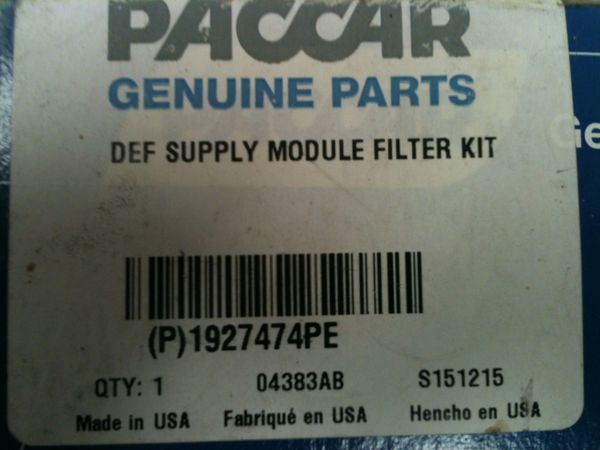 PACCAR
GENUINE PARTS
Ge
DEF SUPPLY MODULE FILTER KIT
(P)1927474PE
QTY: 1 04383AB S151215
Made in USA Fabriqué en USA Hencho en USA